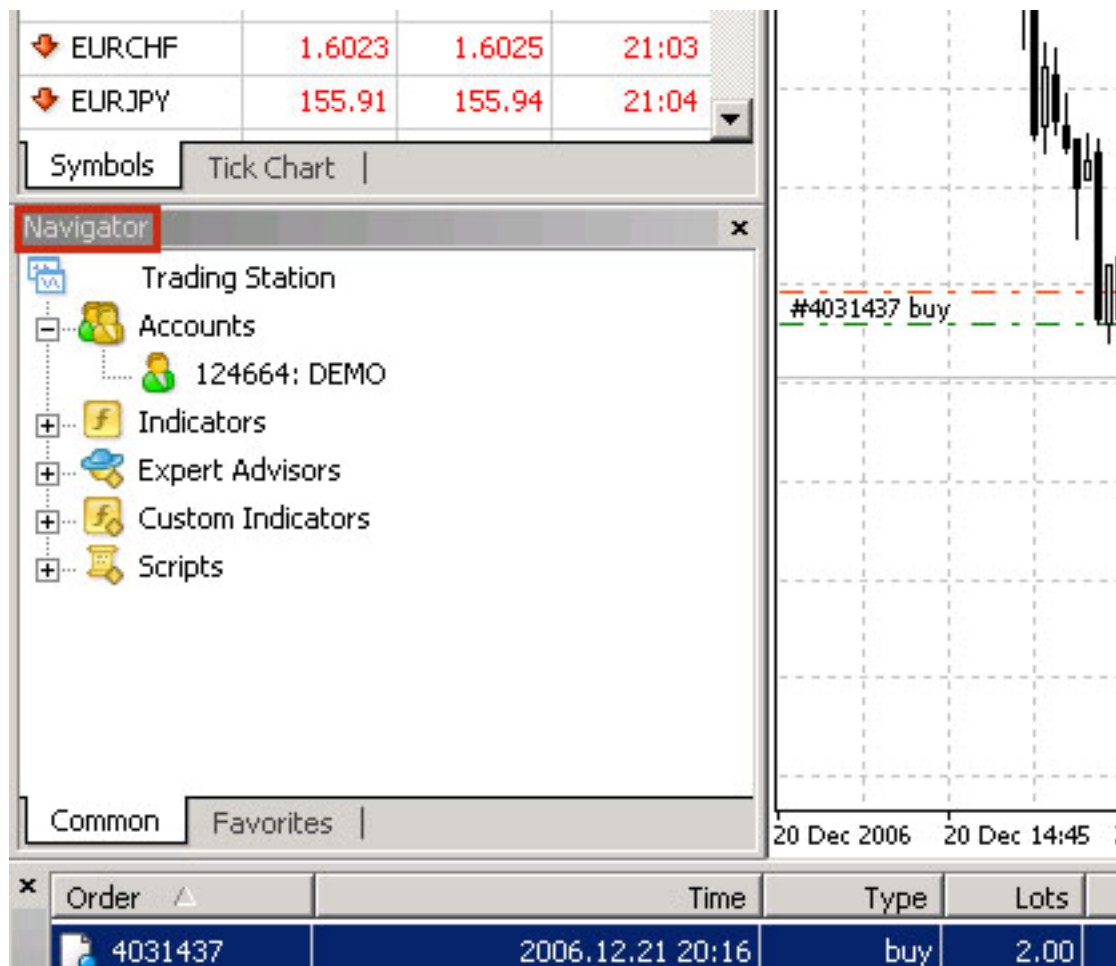 EURCHF 1.6023 1.6025 21:03
EURJPY 155.91 155.94 21:04
Symbols Tick Chart
Navigator
Trading Station
Accounts
124664: DEMO
Indicators
Expert Advisors
Custom Indicators
Scripts
Common Favorites
#4031437 buy
20 Dec 2006 20 Dec 14:45
Order Time Type Lots
4031437 2006.12.21 20:16 buy 2.00